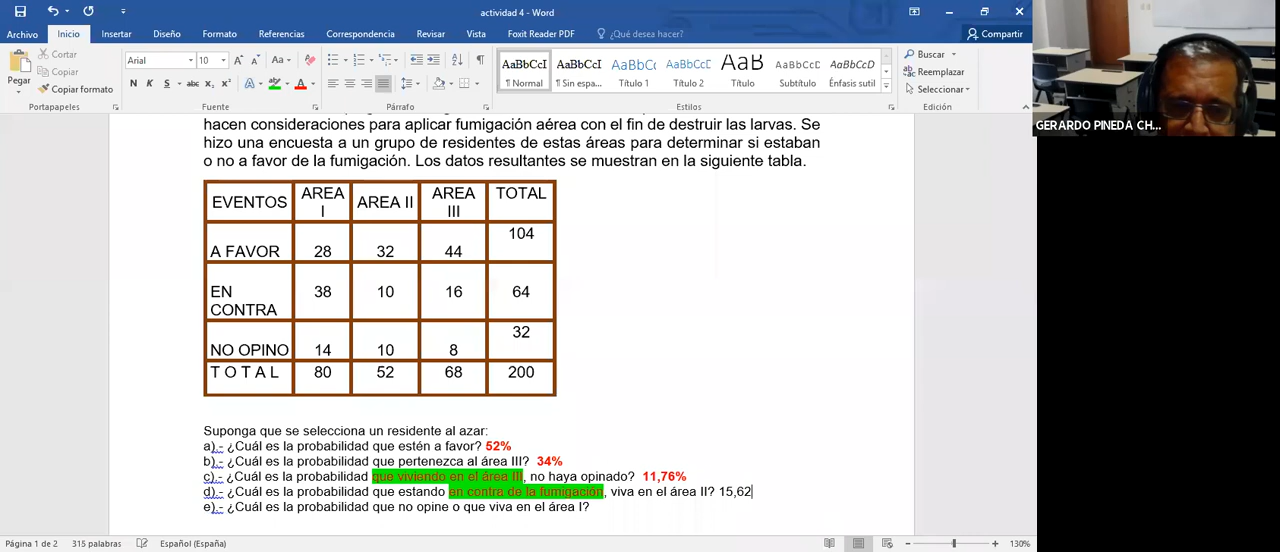 actividad 4 - Word
Archivo Inicio Insertar Diseño Formato Referencias Correspondencia Revisar Vista Foxit Reader PDF ¿Qué desea hacer? Compartir
Pegar
Cortar
Copiar
Copiar formato
Arial 10
Aa
N K S abc x₂ x²
AaBbCcI AaBbCcI AaBbCc AaBbCc AaBbC AaBbCcD AaBbCcD
¶ Normal ¶ Sin espa... Título 1 Título 2 Título Subtítulo Énfasis sutil
Buscar
Reemplazar
Seleccionar
Portapapeles Fuente Párrafo Estilos Edición
hacen consideraciones para aplicar fumigación aérea con el fin de destruir las larvas. Se
hizo una encuesta a un grupo de residentes de estas áreas para determinar si estaban
o no a favor de la fumigación. Los datos resultantes se muestran en la siguiente tabla.
EVENTOS AREA I AREA II AREA III TOTAL
A FAVOR 28 32 44 104
EN CONTRA 38 10 16 64
NO OPINO 14 10 8 32
T O T A L 80 52 68 200
Suponga que se selecciona un residente al azar:
a).- ¿Cuál es la probabilidad que estén a favor? 52%
b).- ¿Cuál es la probabilidad que pertenezca al área III? 34%
c).- ¿Cuál es la probabilidad que viviendo en el área III, no haya opinado? 11,76%
d).- ¿Cuál es la probabilidad que estando en contra de la fumigación, viva en el área II? 15,62
e).- ¿Cuál es la probabilidad que no opine o que viva en el área I?
Página 1 de 2 315 palabras Español (España) 130%
GERARDO PINEDA CH...